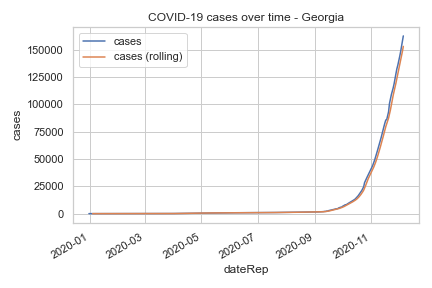 COVID-19 cases over time - Georgia
cases
cases (rolling)
150000
125000
100000
75000
50000
25000
0
cases
2020-01
2020-03
2020-05
2020-07
2020-09
2020-11
dateRep